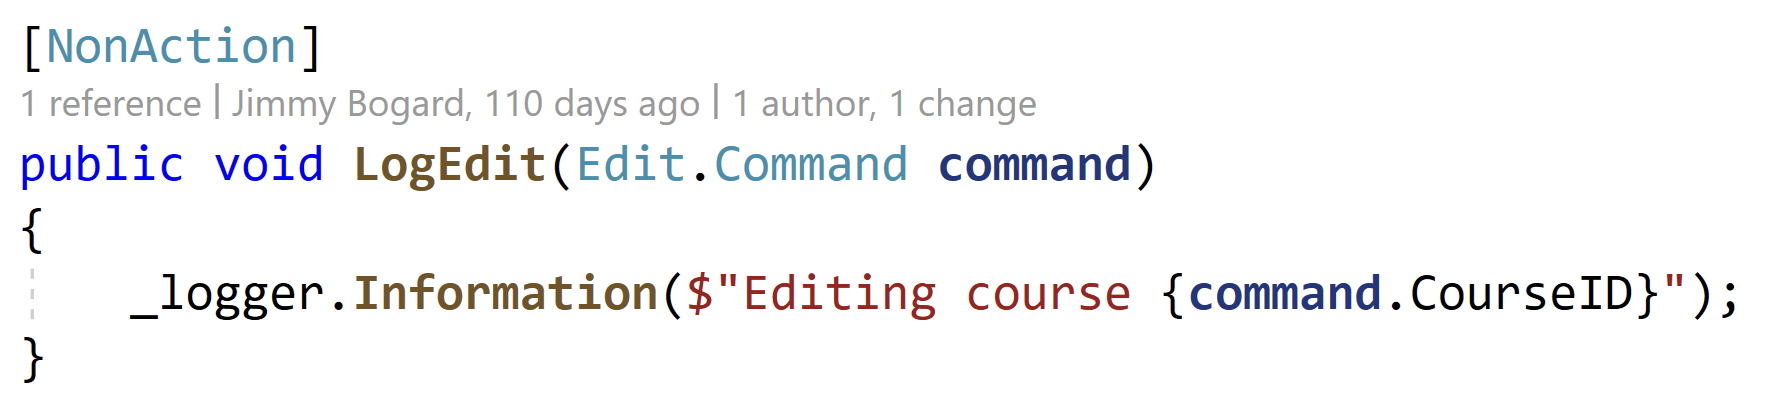 [NonAction]
1 reference | Jimmy Bogard, 110 days ago | 1 author, 1 change
public void LogEdit(Edit.Command command)
{
    _logger.Information($"Editing course {command.CourseID}");
}